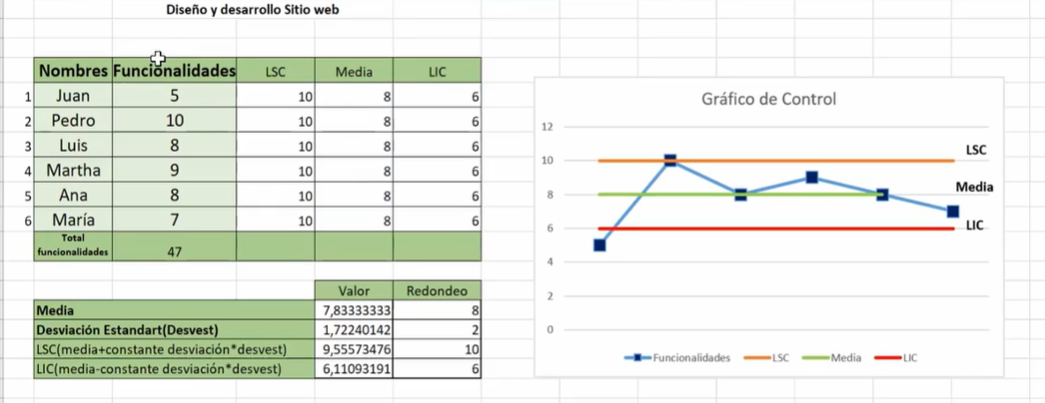 Diseño y desarrollo Sitio web
Nombres Funcionalidades LSC Media LIC
1 Juan 5 10 8 6
2 Pedro 10 10 8 6
3 Luis 8 10 8 6
4 Martha 9 10 8 6
5 Ana 8 10 8 6
6 María 7 10 8 6
Total
funcionalidades 47
Valor Redondeo
Media 7,83333333 8
Desviación Estandart(Desvest) 1,72240142 2
LSC(media+constante desviación*desvest) 9,55573476 10
LIC(media-constante desviación*desvest) 6,11093191 6
Gráfico de Control
12
10
8
6
4
2
0
LSC
Media
LIC
Funcionalidades LSC Media LIC